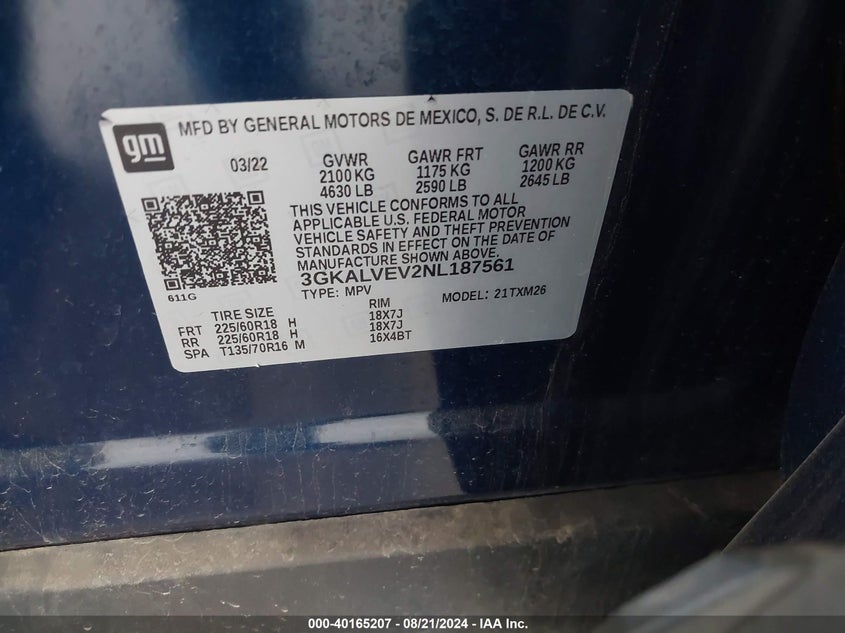 gm
MFD BY GENERAL MOTORS DE MEXICO, S. DE R.L. DE C.V.
03/22 GVWR GAWR FRT GAWR RR
2100 KG 1175 KG 1200 KG
4630 LB 2590 LB 2645 LB
THIS VEHICLE CONFORMS TO ALL
APPLICABLE U.S. FEDERAL MOTOR
VEHICLE SAFETY AND THEFT PREVENTION
STANDARDS IN EFFECT ON THE DATE OF
MANUFACTURE SHOWN ABOVE.
3GKALVEV2NL187561
611G
TYPE: MPV MODEL: 21TXM26
TIRE SIZE RIM
FRT 225/60R18 H 18X7J
RR 225/60R18 H 18X7J
SPA T135/70R16 M 16X4BT
000-40165207 - 08/21/2024 - IAA Inc.